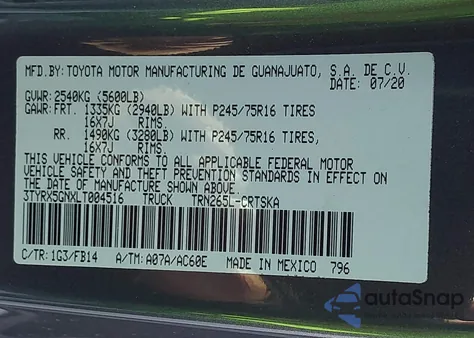 MFD.BY:TOYOTA MOTOR MANUFACTURING DE GUANAJUATO, S.A. DE C.V.
DATE: 07/20
GVWR:2540KG (5600LB)
GAWR:FRT. 1335KG (2940LB) WITH P245/75R16 TIRES
16X7J RIMS.
RR. 1490KG (3280LB) WITH P245/75R16 TIRES,
16X7J RIMS.
THIS VEHICLE CONFORMS TO ALL APPLICABLE FEDERAL MOTOR
VEHICLE SAFETY AND THEFT PREVENTION STANDARDS IN EFFECT ON
THE DATE OF MANUFACTURE SHOWN ABOVE.
3TYRX5GNXLT004516 TRUCK TRN265L-CRTSKA
C/TR: 1G3/FB14 A/TM: A07A/AC60E MADE IN MEXICO 796
autoSnap